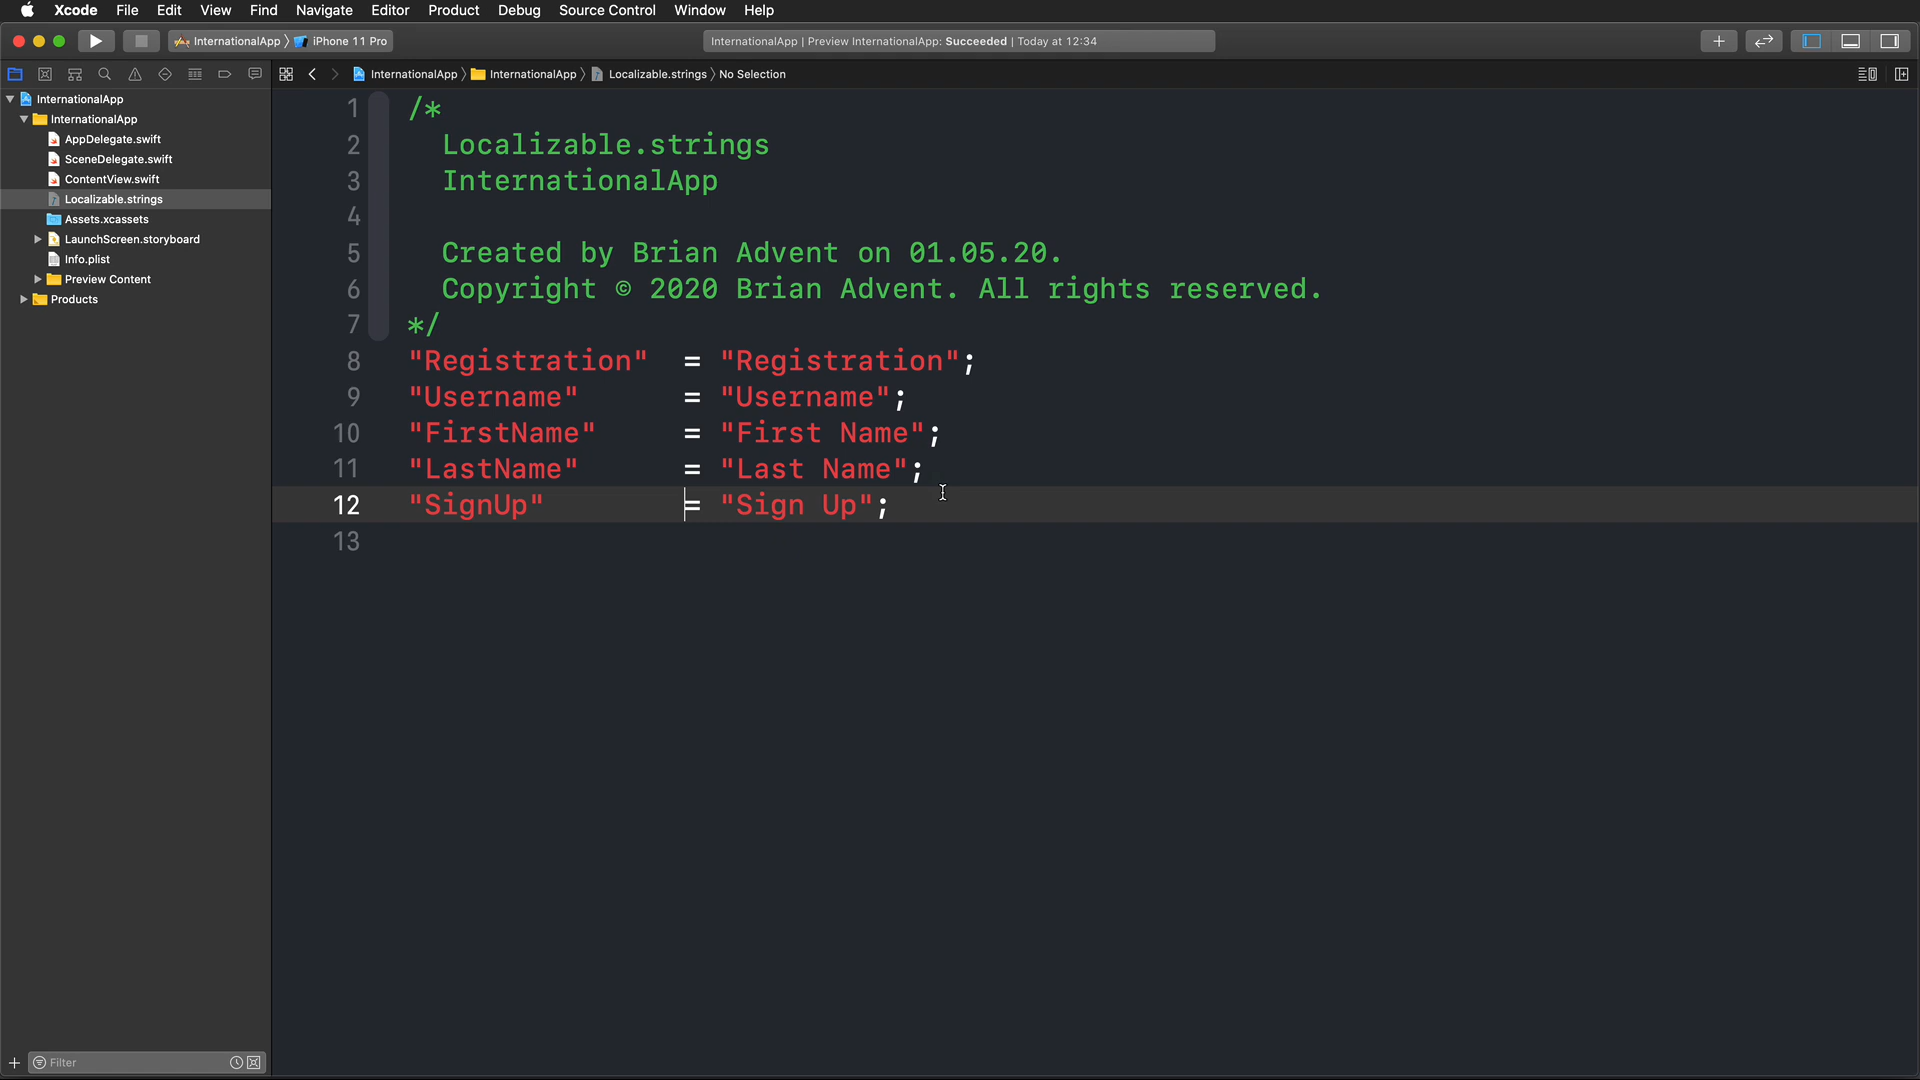 Xcode File Edit View Find Navigate Editor Product Debug Source Control Window Help
InternationalApp iPhone 11 Pro
InternationalApp | Preview InternationalApp: Succeeded | Today at 12:34
InternationalApp InternationalApp Localizable.strings No Selection
InternationalApp
InternationalApp
AppDelegate.swift
SceneDelegate.swift
ContentView.swift
Localizable.strings
Assets.xcassets
LaunchScreen.storyboard
Info.plist
Preview Content
Products
Filter
1 /*
2 Localizable.strings
3 InternationalApp
4
5 Created by Brian Advent on 01.05.20.
6 Copyright © 2020 Brian Advent. All rights reserved.
7 */
8 "Registration" = "Registration";
9 "Username" = "Username";
10 "FirstName" = "First Name";
11 "LastName" = "Last Name";
12 "SignUp" = "Sign Up";
13